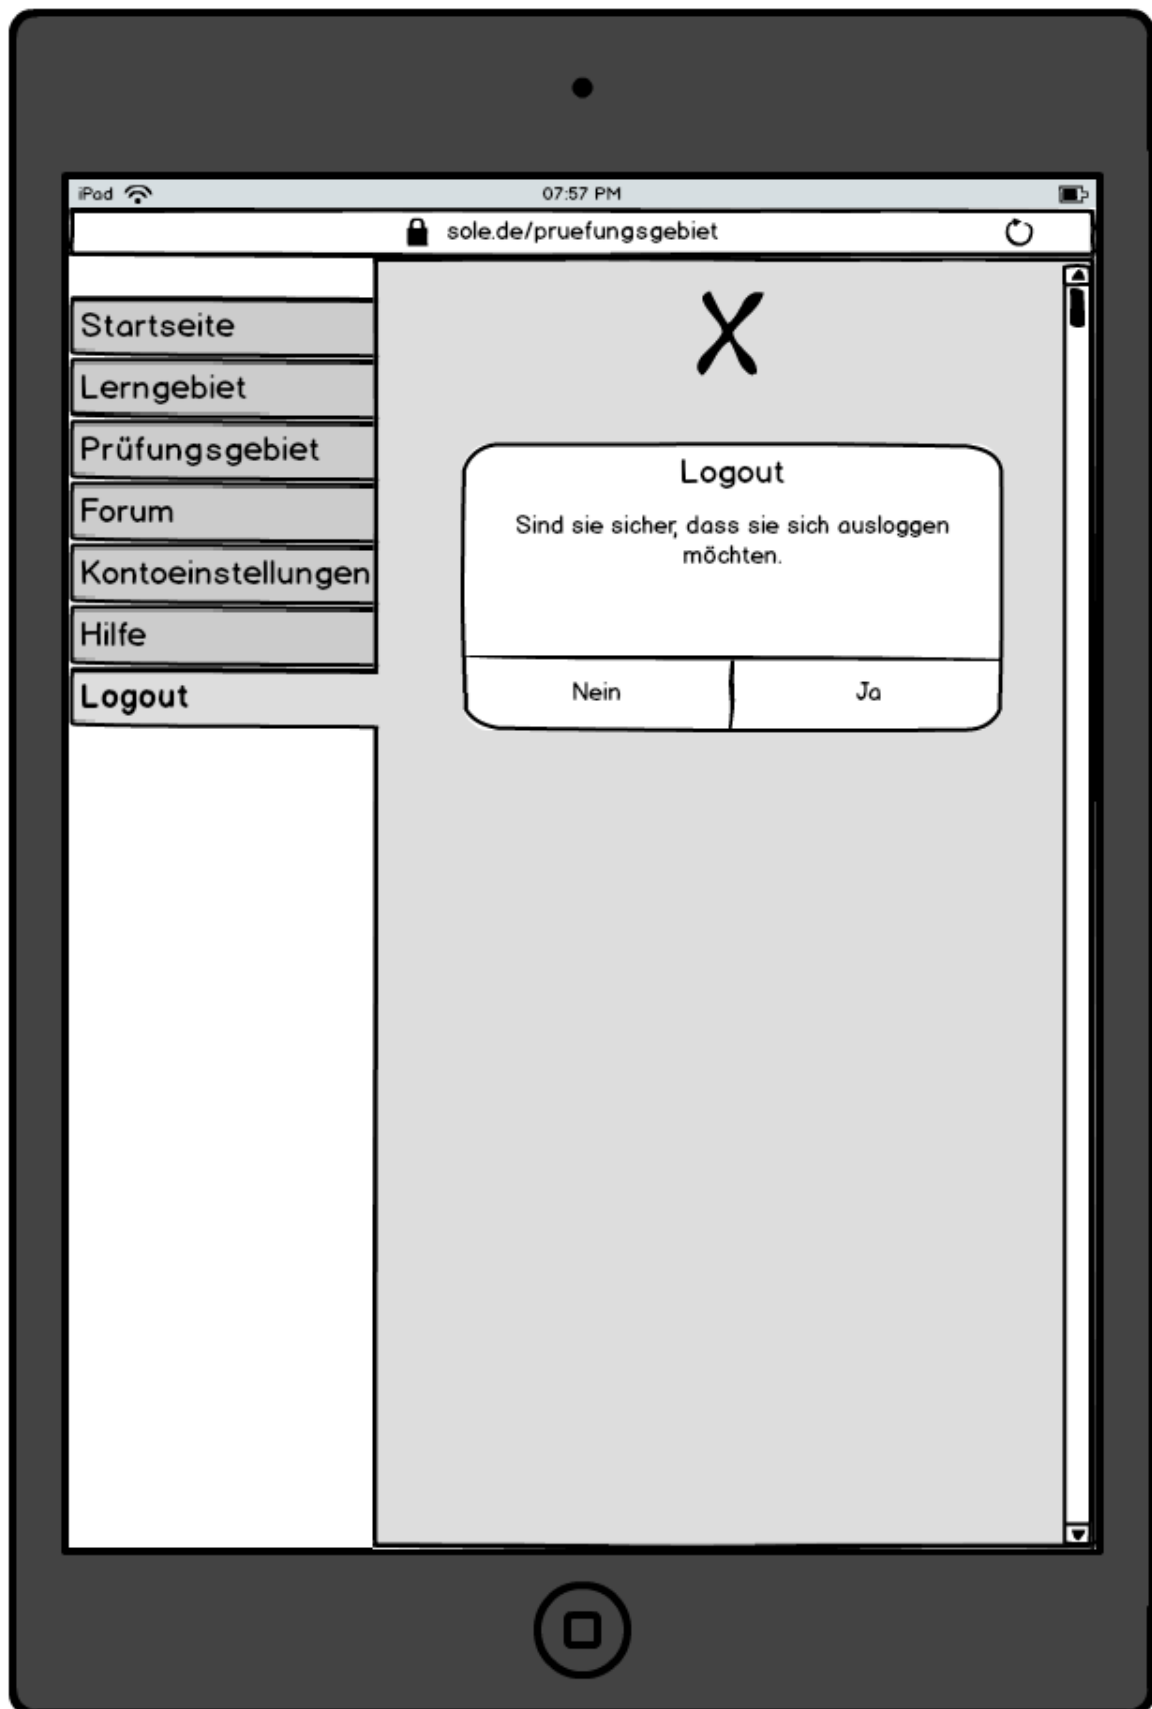 iPad
07:57 PM
sole.de/pruefungsgebiet
Startseite
Lerngebiet
Prüfungsgebiet
Forum
Kontoeinstellungen
Hilfe
Logout
Logout
Sind sie sicher, dass sie sich ausloggen
möchten.
Nein
Ja